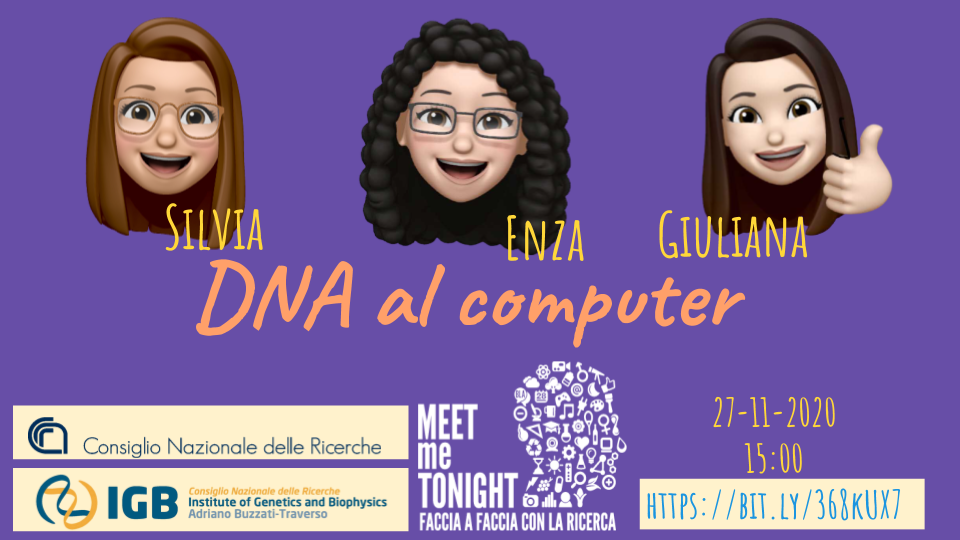 Silvia
Enza
Giuliana
DNA al computer
Consiglio Nazionale delle Ricerche
IGB
Consiglio Nazionale delle Ricerche
Institute of Genetics and Biophysics
Adriano Buzzati-Traverso
MEET
me
TONIGHT
FACCIA A FACCIA CON LA RICERCA
27-11-2020
15:00
https://bit.ly/368kUX7